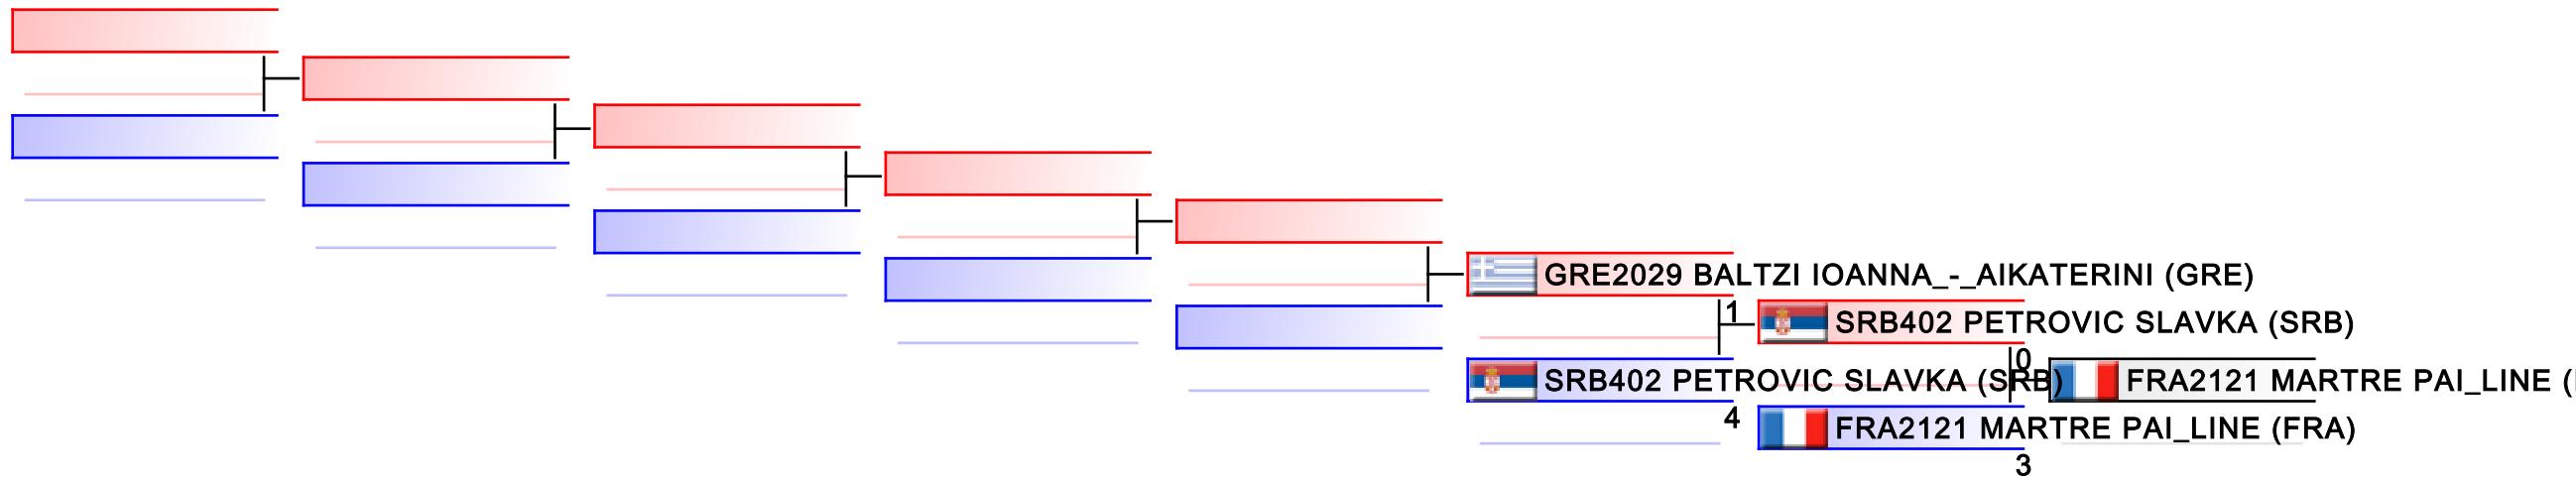 GRE2029 BALTZI IOANNA_-_AIKATERINI (GRE)
1
SRB402 PETROVIC SLAVKA (SRB)
0
SRB402 PETROVIC SLAVKA (SRB)
FRA2121 MARTRE PAI_LINE (
4
FRA2121 MARTRE PAI_LINE (FRA)
3